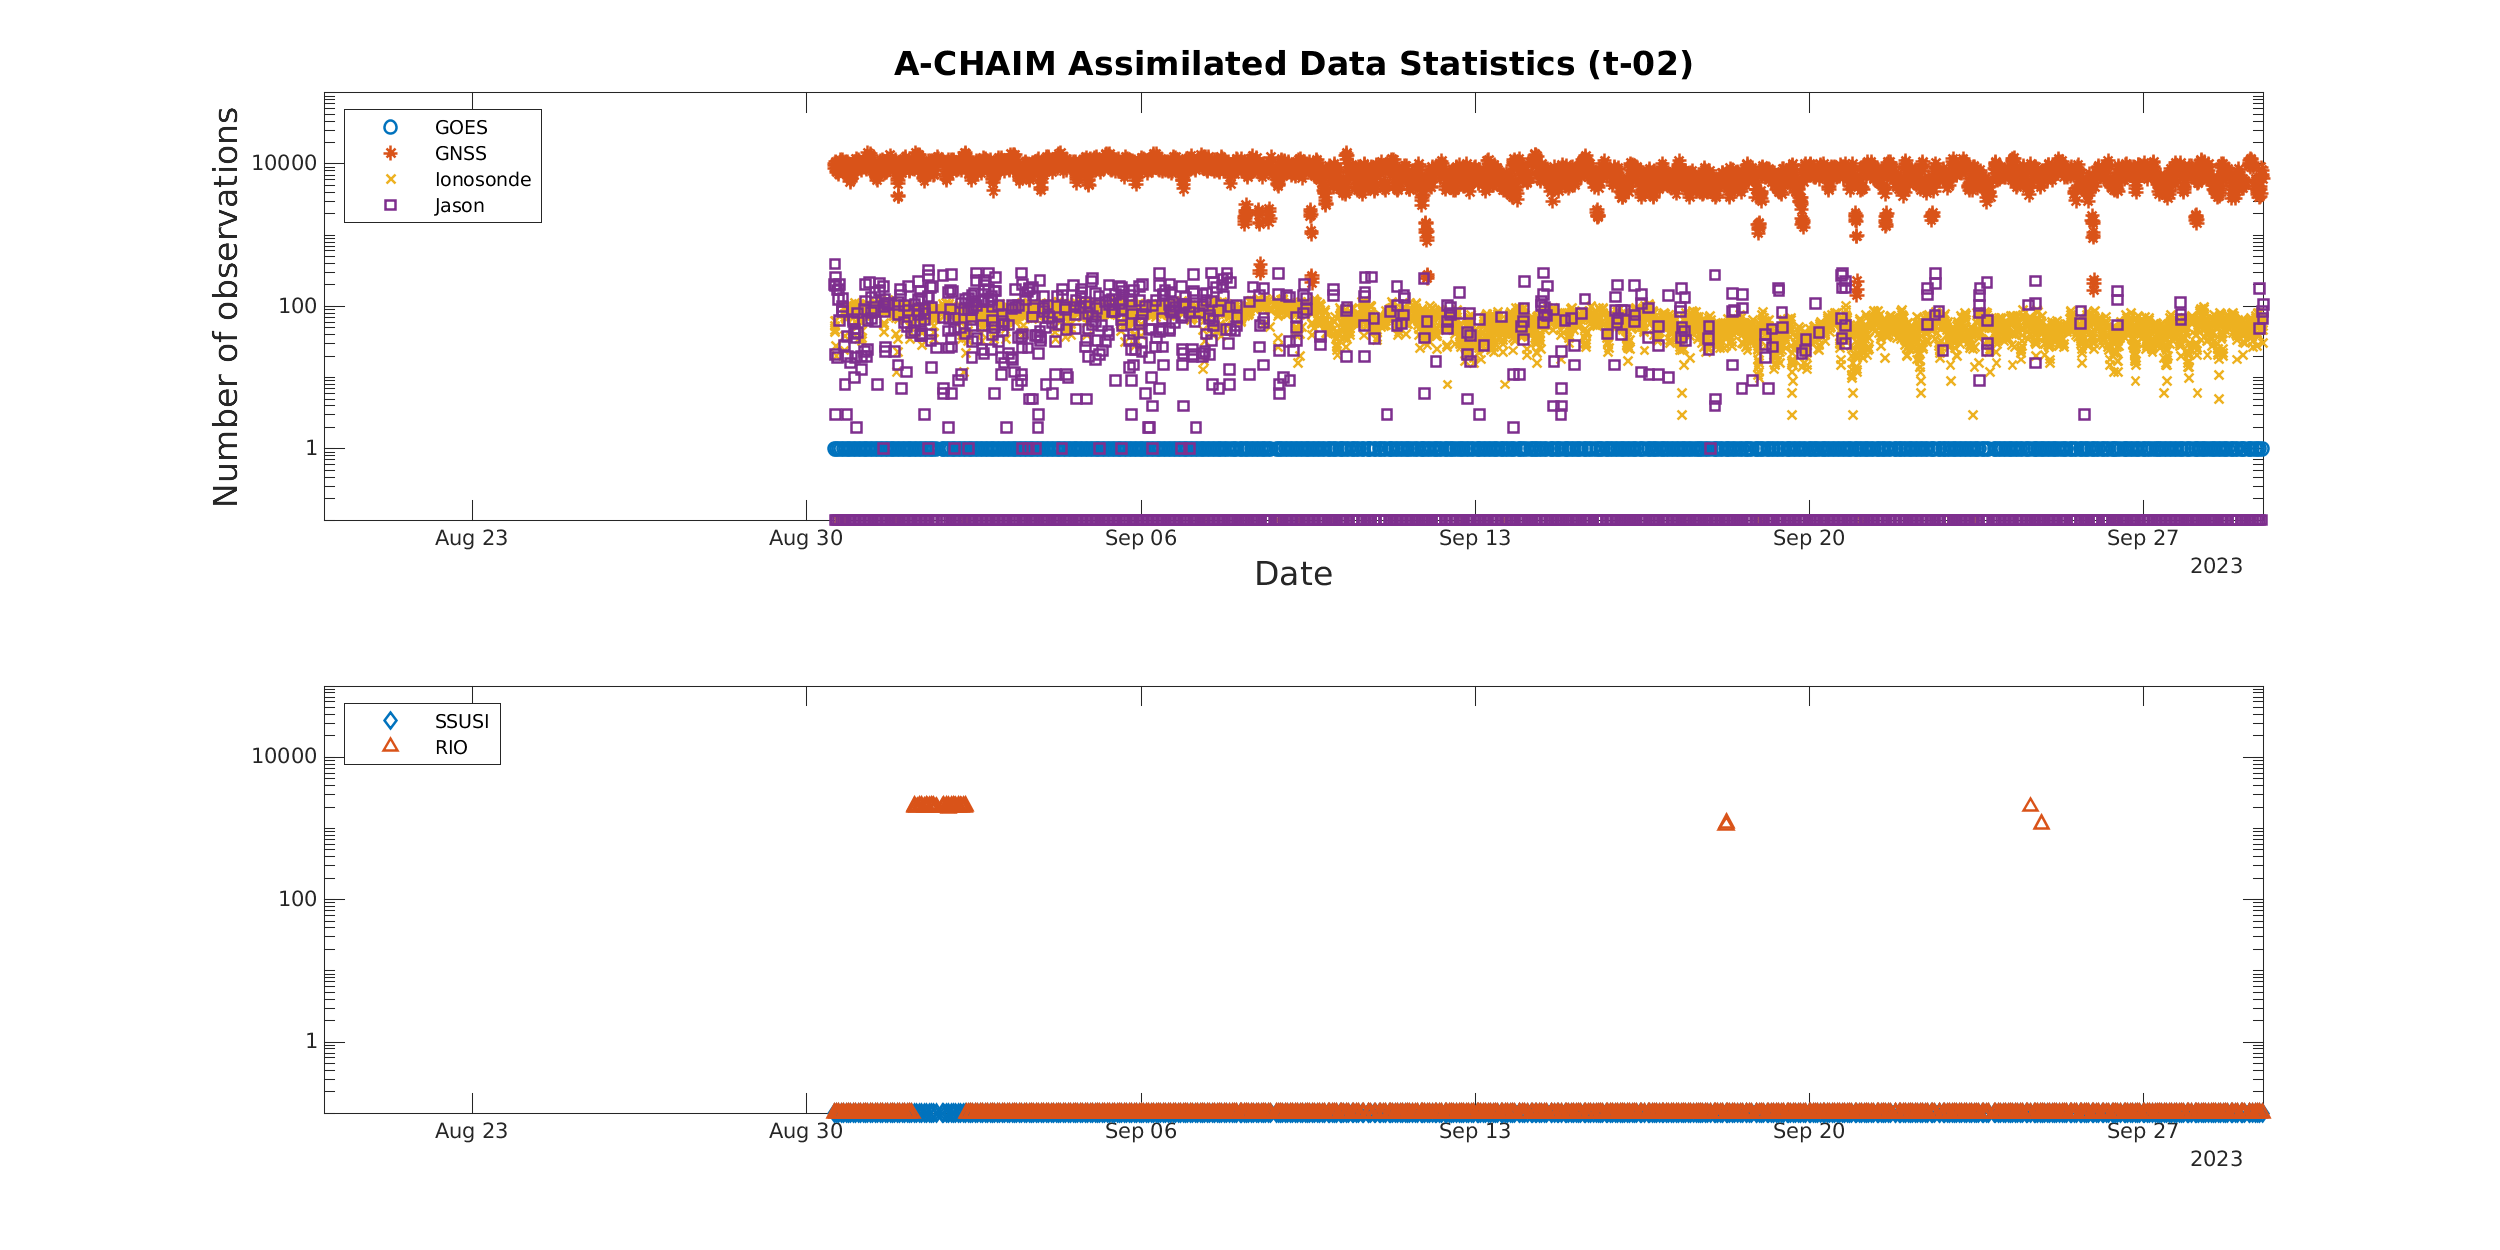 A-CHAIM Assimilated Data Statistics (t-02)
Number of observations
10000
100
1
GOES
GNSS
Ionosonde
Jason
Aug 23
Aug 30
Sep 06
Sep 13
Sep 20
Sep 27
2023
Date
10000
100
1
SSUSI
RIO
Aug 23
Aug 30
Sep 06
Sep 13
Sep 20
Sep 27
2023